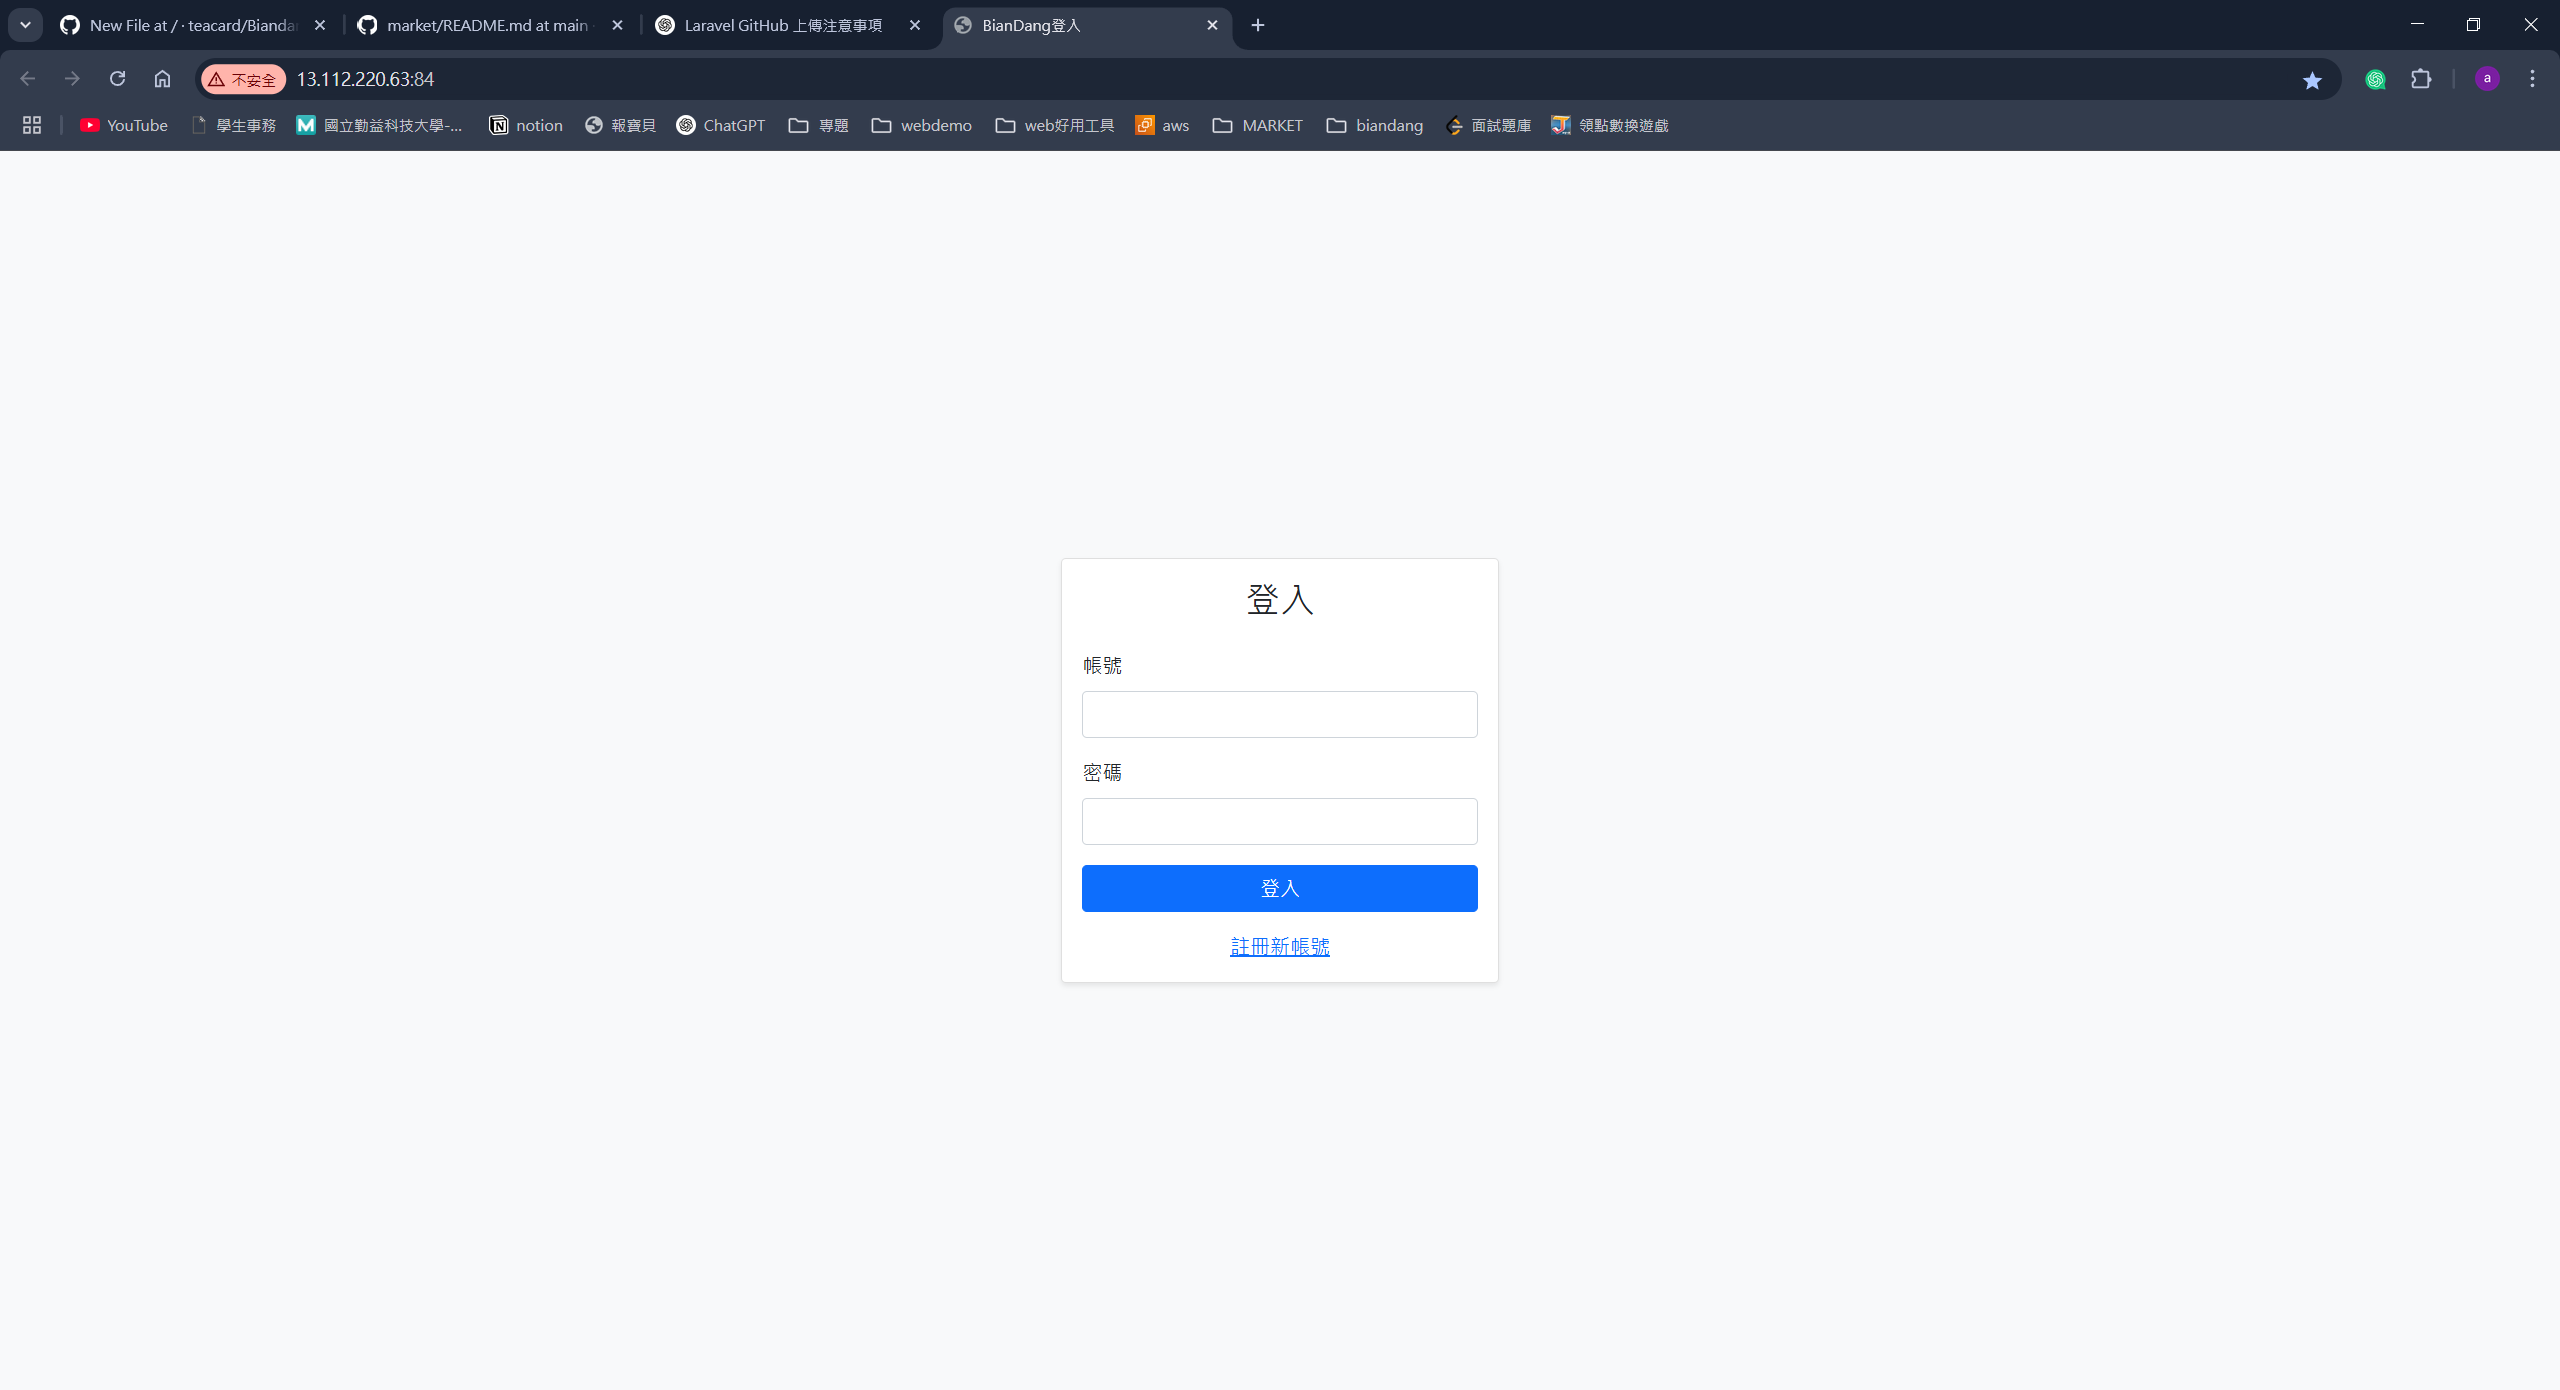 New File at / · teacard/Bianda
market/README.md at main
Laravel GitHub 上傳注意事項
BianDang登入
不安全
13.112.220.63:84
a
YouTube
學生事務
國立勤益科技大學-...
notion
報寶貝
ChatGPT
專題
webdemo
web好用工具
aws
MARKET
biandang
面試題庫
領點數換遊戲
登入
帳號
密碼
登入
註冊新帳號